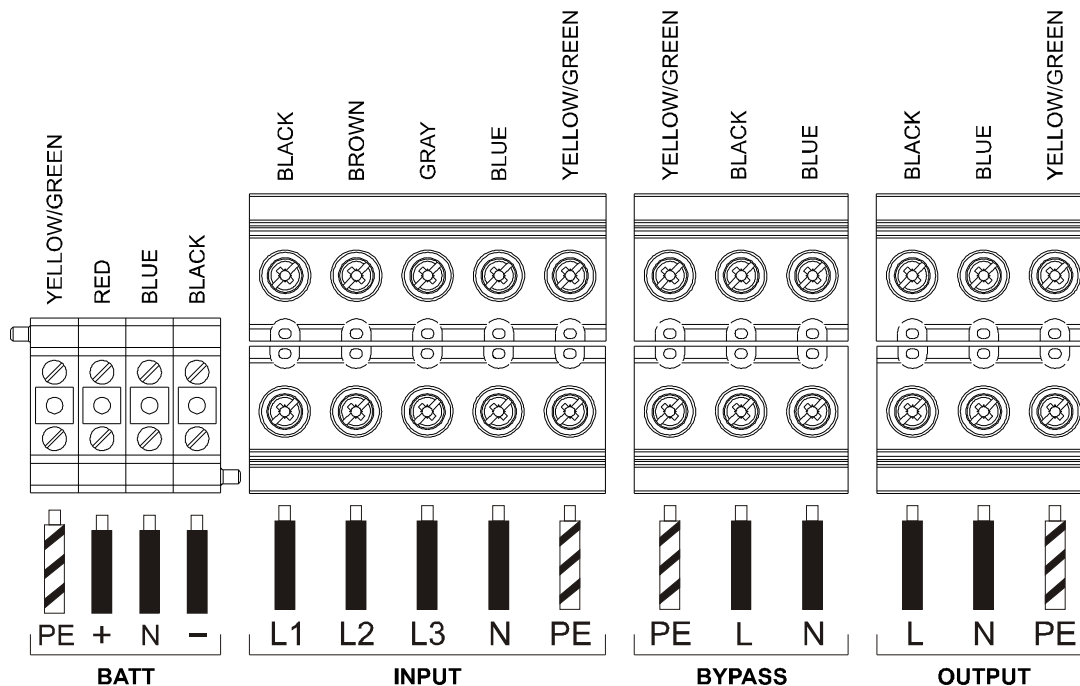 YELLOW/GREEN
RED
BLUE
BLACK
BLACK
BROWN
GRAY
BLUE
YELLOW/GREEN
YELLOW/GREEN
BLACK
BLUE
BLACK
BLUE
YELLOW/GREEN
PE + N −
BATT
L1 L2 L3 N PE
INPUT
PE L N
BYPASS
L N PE
OUTPUT